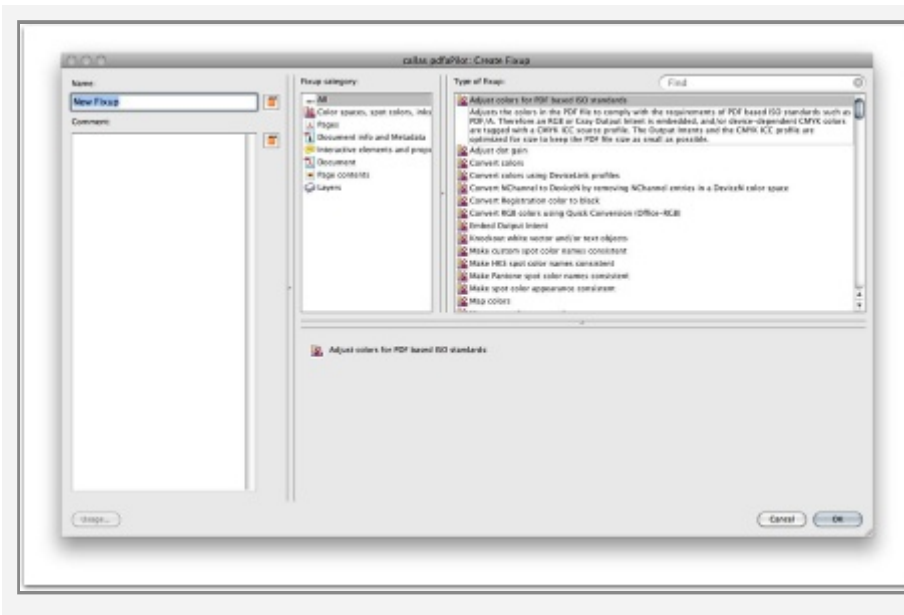 callas pdfaPilot: Create Fixup
Name:
New Fixup
Comment:
Usage...
Fixup category:
All
Color spaces, spot colors, inks
Pages
Document info and Metadata
Interactive elements and prope
Document
Page contents
Layers
Type of fixup:
Find
Adjust colors for PDF based ISO standards
Adjusts the colors in the PDF file to comply with the requirements of PDF based ISO standards such as
PDF/A. Therefore an RGB or Gray Output Intent is embedded, and/or device-dependent CMYK colors
are tagged with a CMYK ICC source profile. The Output Intents and the CMYK ICC profile are
optimized for size to keep the PDF file size as small as possible.
Adjust dot gain
Convert colors
Convert colors using DeviceLink profiles
Convert NChannel to DeviceN by removing NChannel entries in a DeviceN color space
Convert Registration color to black
Convert RGB colors using Quick Conversion (Office-RGB)
Embed Output Intent
Knockout white vector and/or text objects
Make custom spot color names consistent
Make HKS spot color names consistent
Make Pantone spot color names consistent
Make spot color appearance consistent
Map colors
Adjust colors for PDF based ISO standards
Cancel
OK